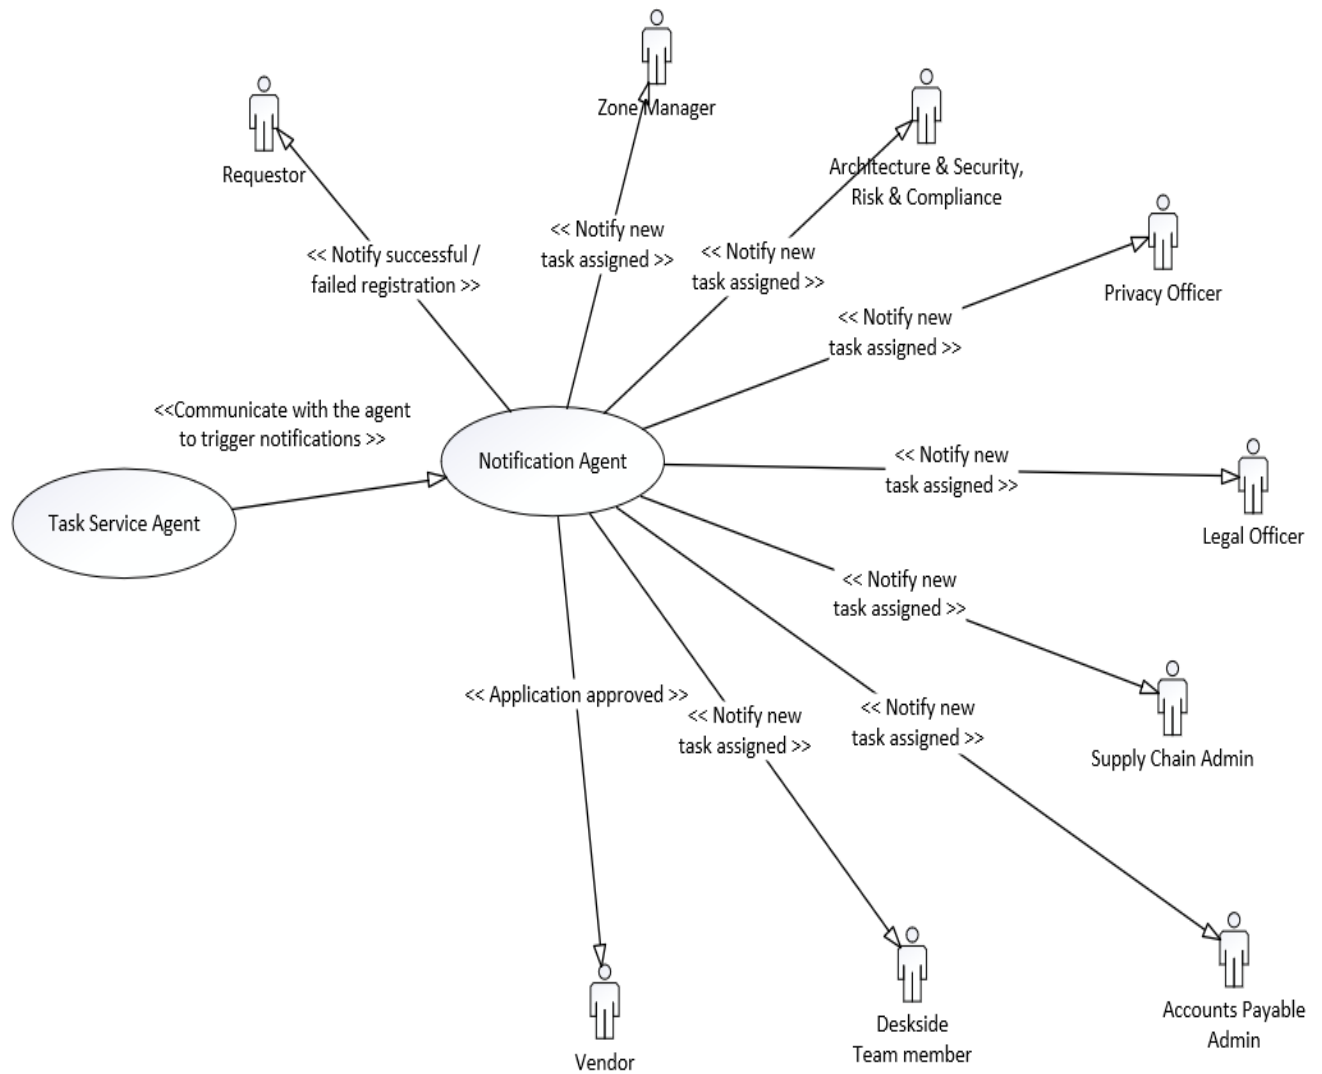 Zone Manager
Requestor
Architecture & Security,
Risk & Compliance
<< Notify successful /
failed registration >>
<< Notify new
task assigned >>
<< Notify new
task assigned >>
Privacy Officer
<< Notify new
task assigned >>
<<Communicate with the agent
to trigger notifications >>
Notification Agent
Task Service Agent
<< Notify new
task assigned >>
Legal Officer
<< Notify new
task assigned >>
Supply Chain Admin
<< Application approved >>
<< Notify new
task assigned >>
<< Notify new
task assigned >>
Vendor
Deskside
Team member
Accounts Payable
Admin